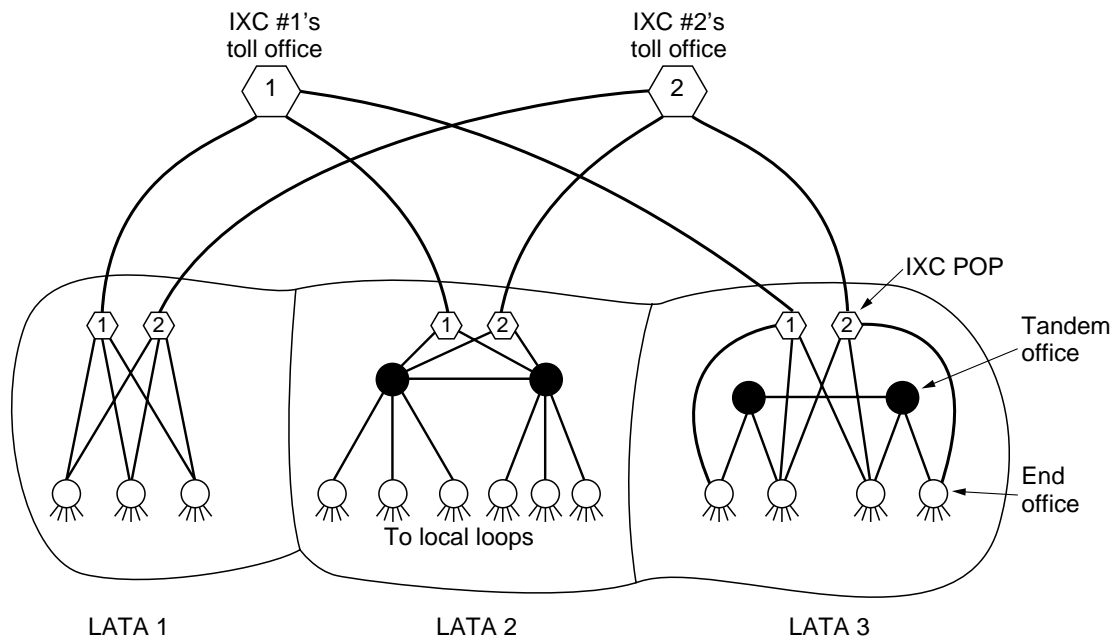 IXC #1's
toll office
IXC #2's
toll office
1
2
IXC POP
1
2
1
2
1
2
Tandem
office
End
office
To local loops
LATA 1
LATA 2
LATA 3